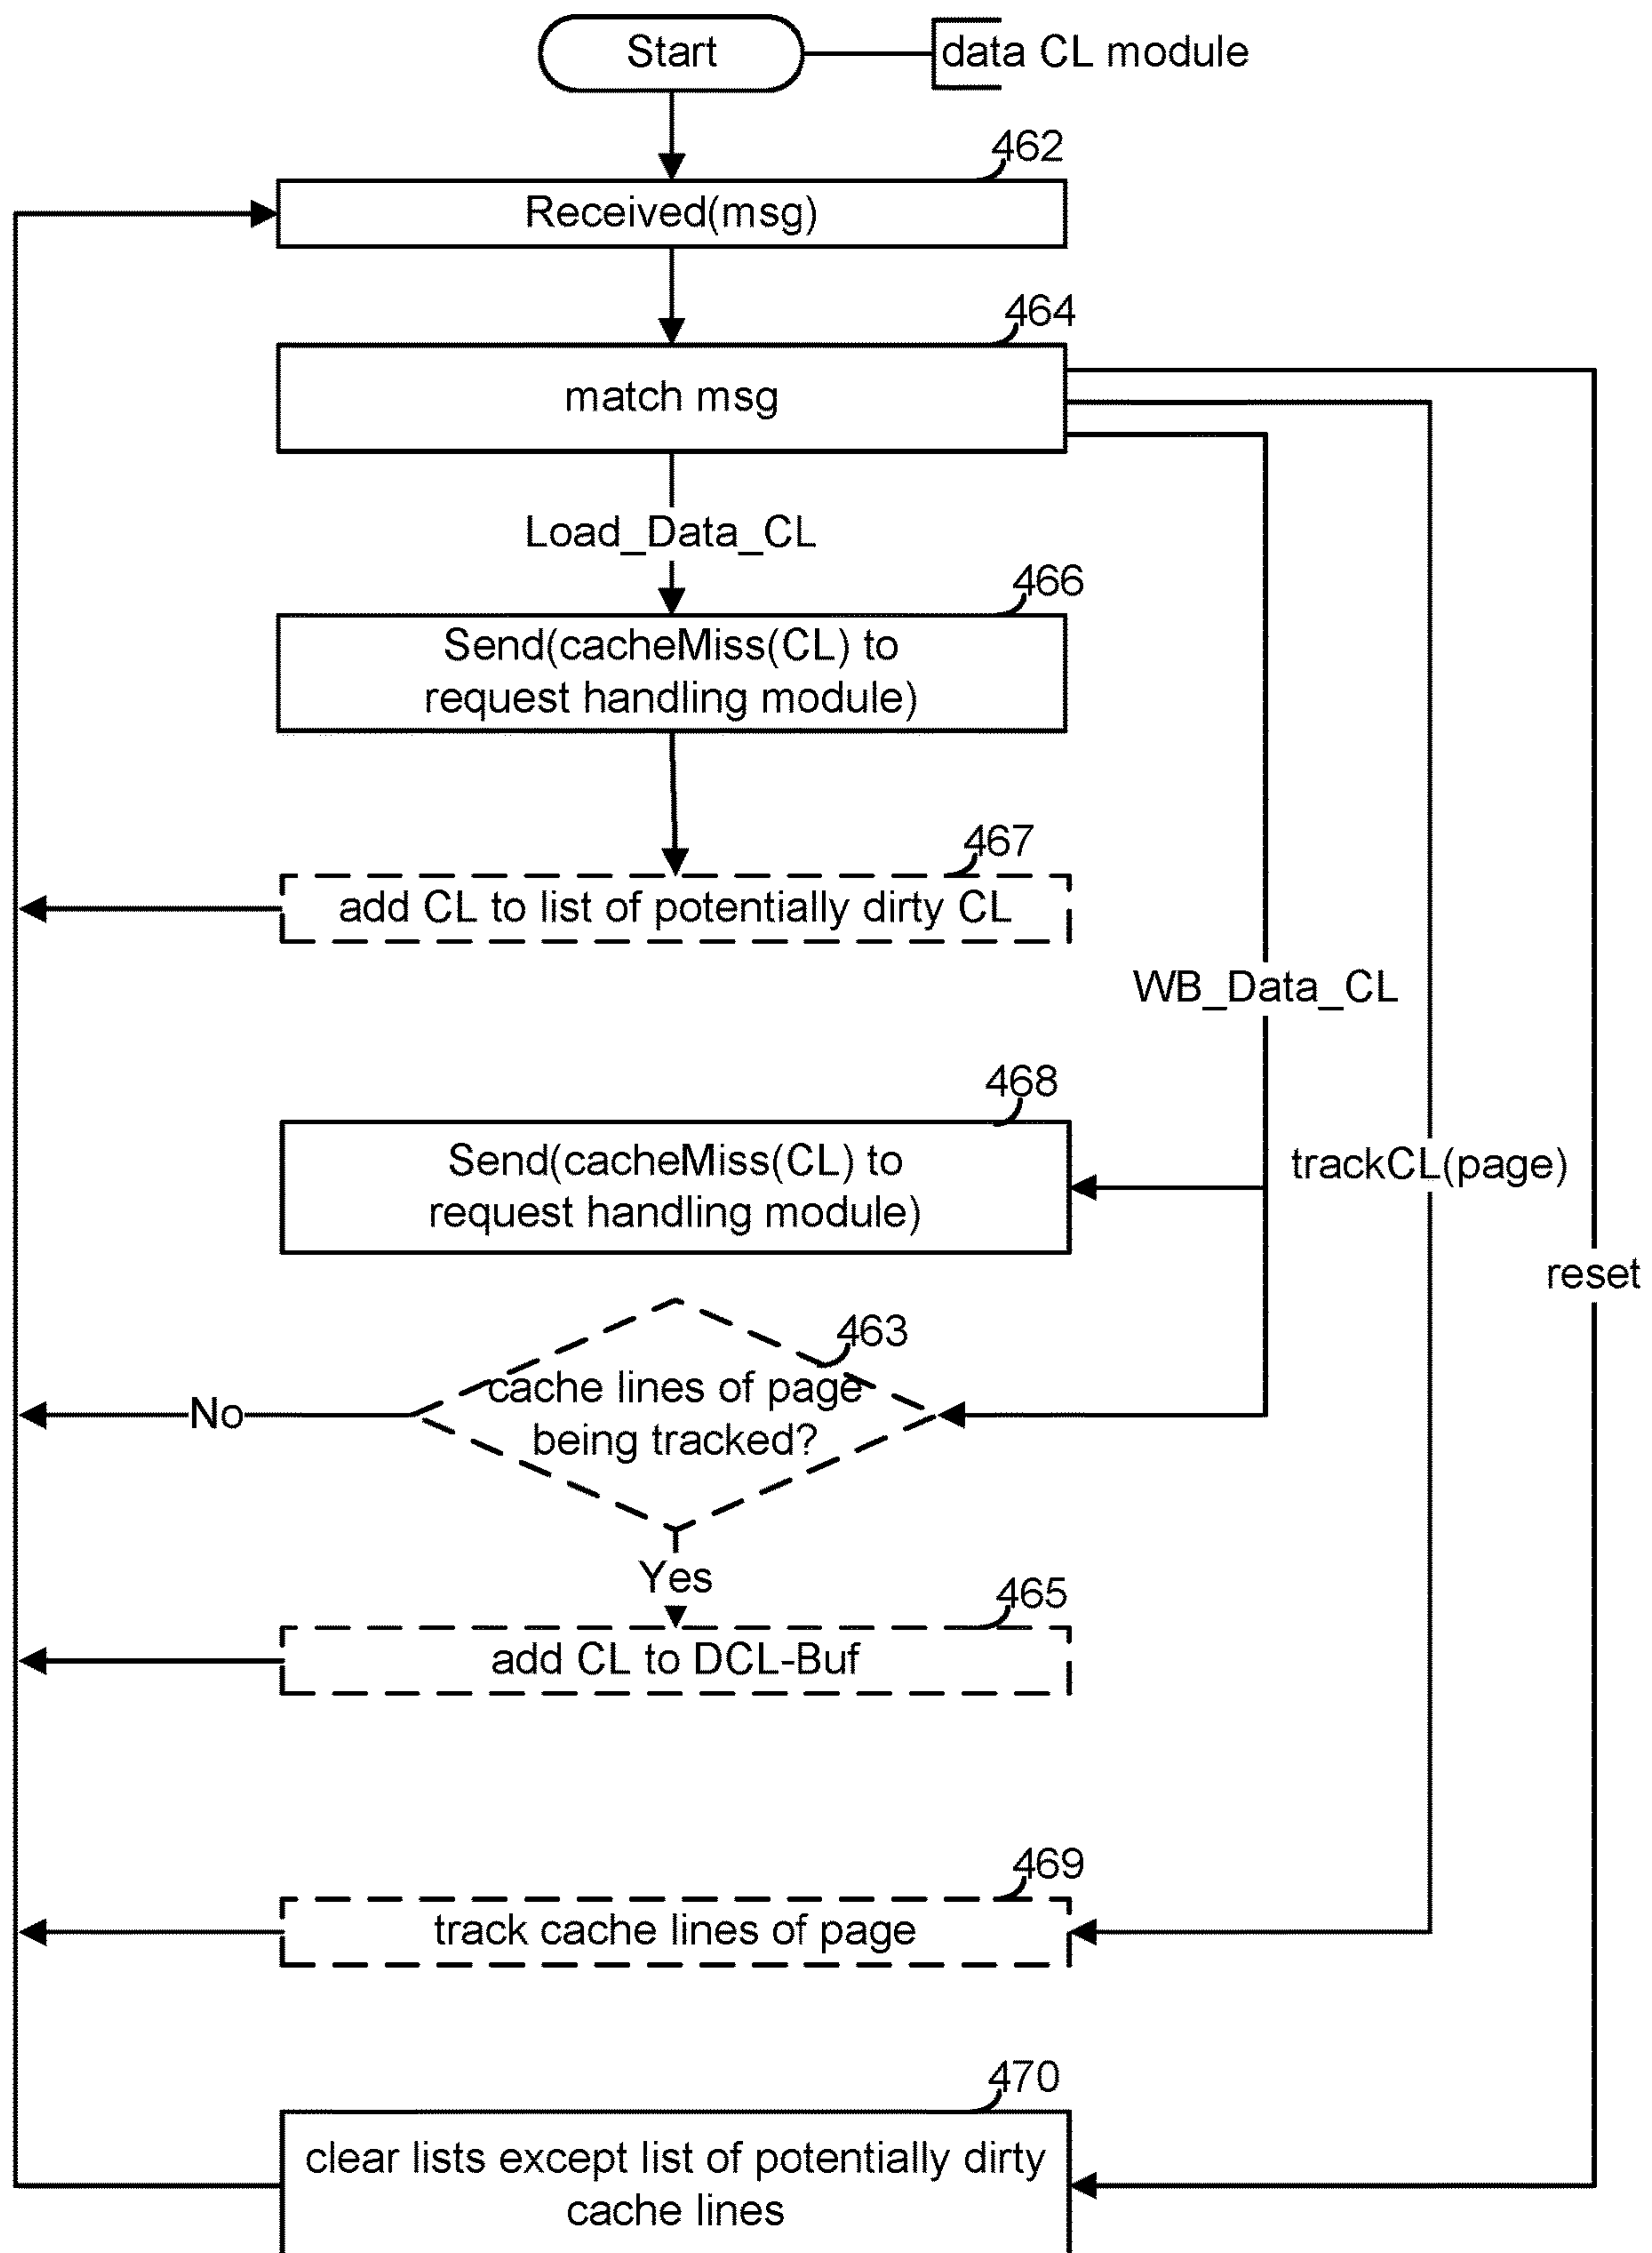 Start
data CL module
462
Received(msg)
464
match msg
Load_Data_CL
466
Send(cacheMiss(CL) to
request handling module)
467
add CL to list of potentially dirty CL
WB_Data_CL
468
Send(cacheMiss(CL) to
request handling module)
trackCL(page)
reset
463
cache lines of page
being tracked?
No
Yes
465
add CL to DCL-Buf
469
track cache lines of page
470
clear lists except list of potentially dirty
cache lines